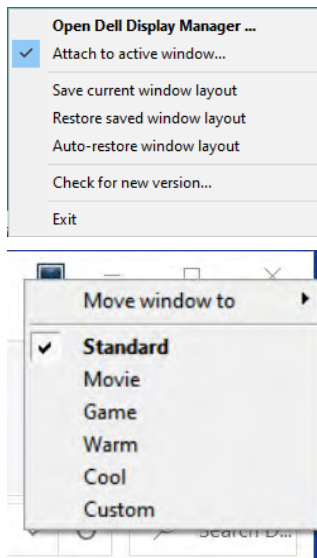 Open Dell Display Manager ...
Attach to active window...
Save current window layout
Restore saved window layout
Auto-restore window layout
Check for new version...
Exit
Move window to
Standard
Movie
Game
Warm
Cool
Custom
Search D...